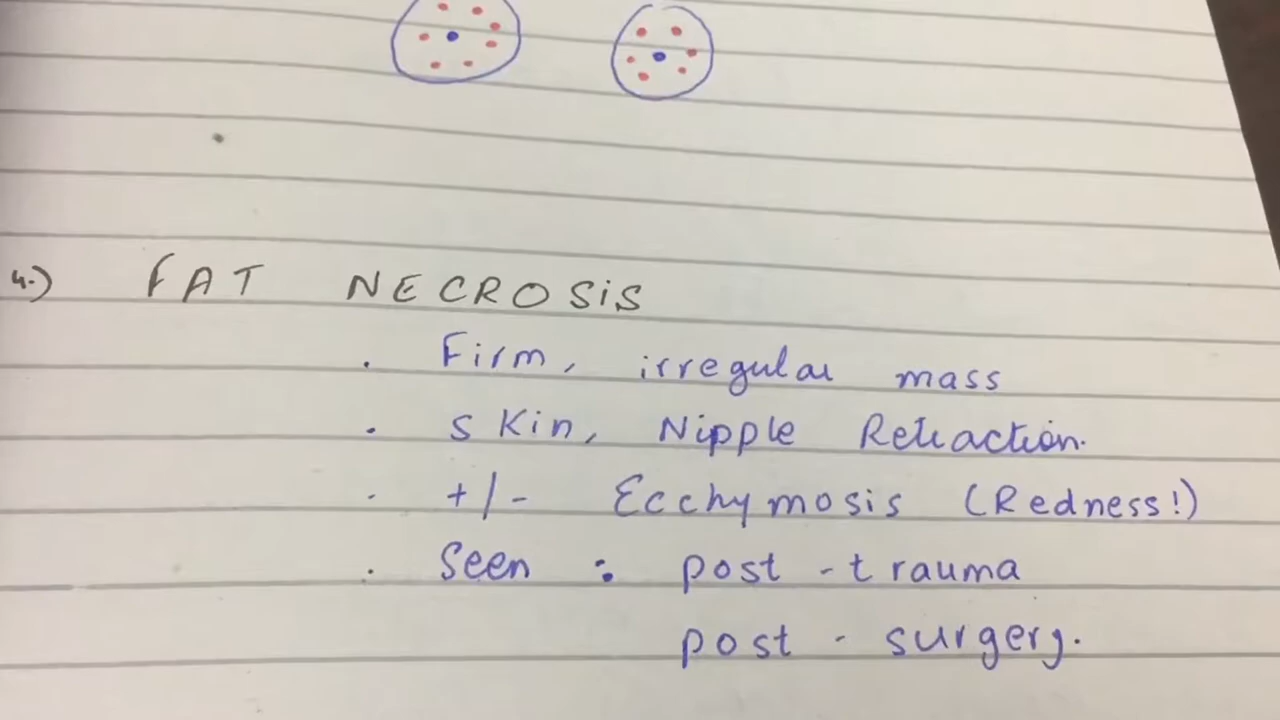 4.) FAT NECROSIS
. Firm, irregular mass
. Skin, Nipple Retraction.
. +/- Ecchymosis (Redness!)
. Seen : post-trauma
post-surgery.